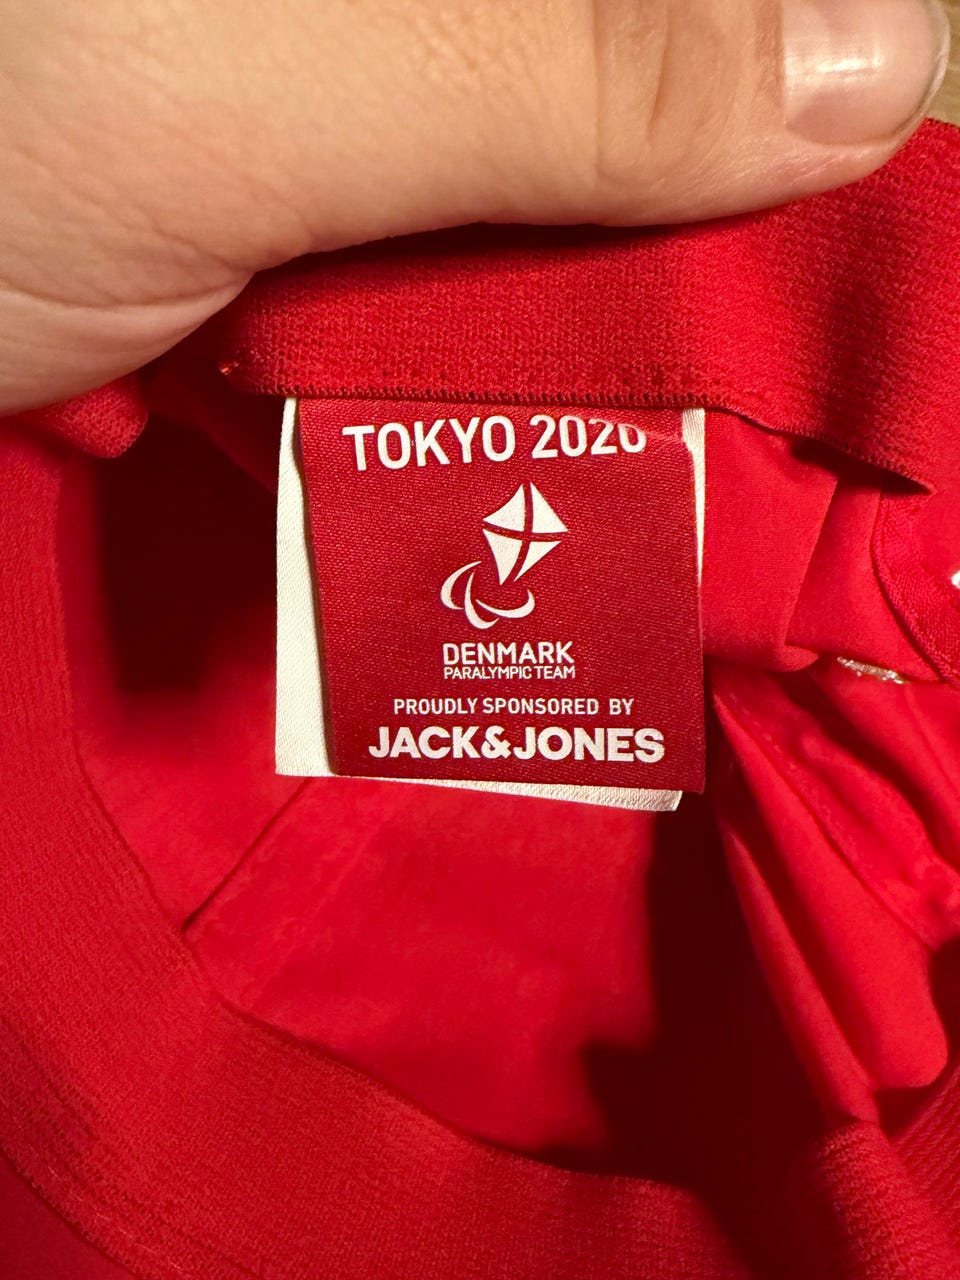 TOKYO 2020
DENMARK
PARALYMPIC TEAM
PROUDLY SPONSORED BY
JACK&JONES